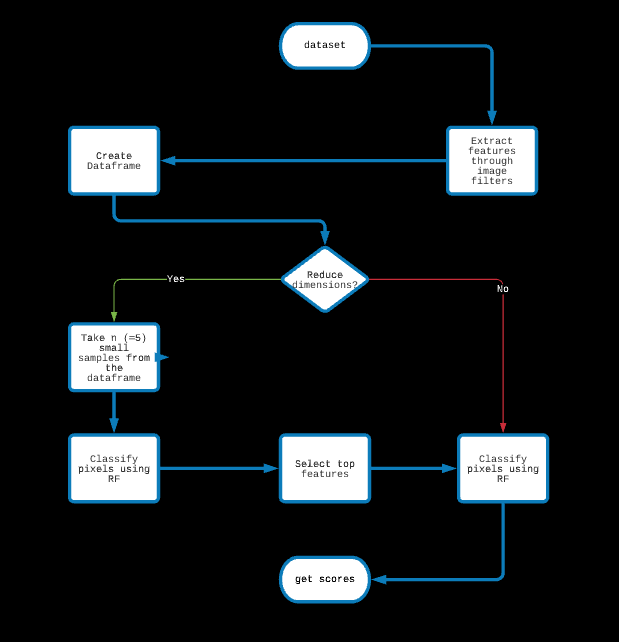 dataset
Extract
features
through
image
filters
Create
Dataframe
Reduce
dimensions?
Yes
No
Take n (=5)
small
samples from
the
dataframe
Classify
pixels using
RF
Select top
features
Classify
pixels using
RF
get scores